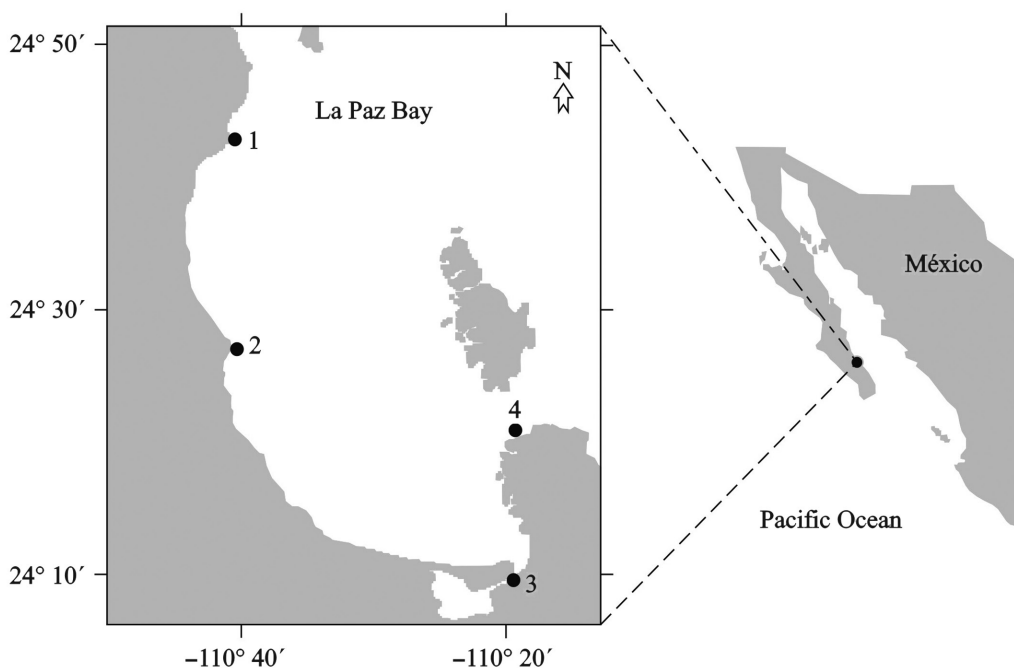 24° 50´
La Paz Bay
N
1
24° 30´
2
4
24° 10´
3
−110° 40´
−110° 20´
México
Pacific Ocean